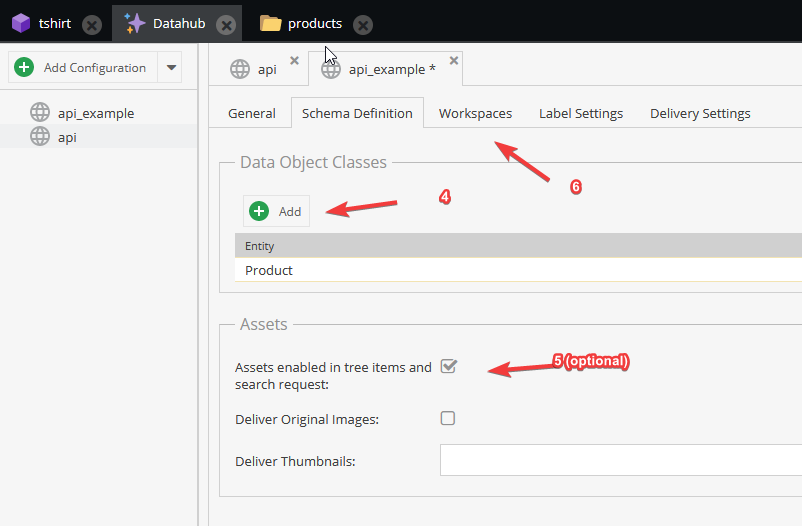 tshirt Datahub products
Add Configuration
api_example
api
api api_example *
General Schema Definition Workspaces Label Settings Delivery Settings
Data Object Classes
6
4
Add
Entity
Product
Assets
5 (optional)
Assets enabled in tree items and
search request:
Deliver Original Images:
Deliver Thumbnails: